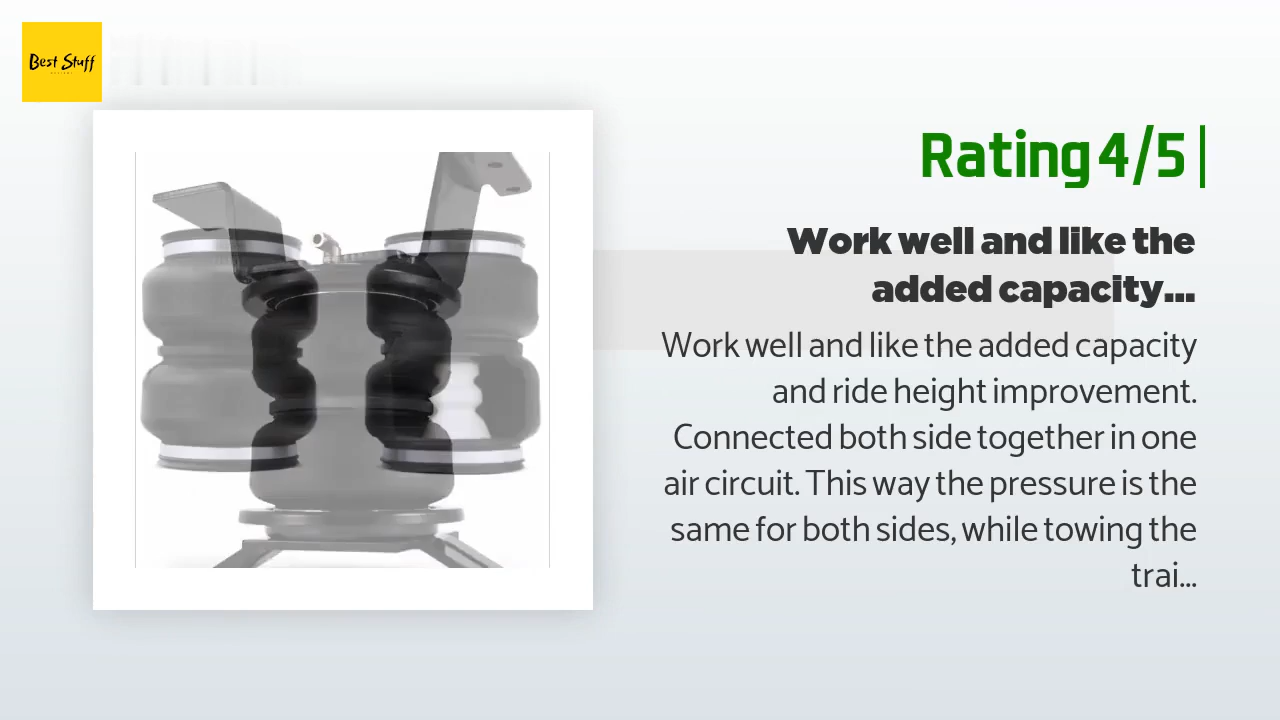 Best Stuff
Rating 4/5
Work well and like the
added capacity...
Work well and like the added capacity
and ride height improvement.
Connected both side together in one
air circuit. This way the pressure is the
same for both sides, while towing the
trai...